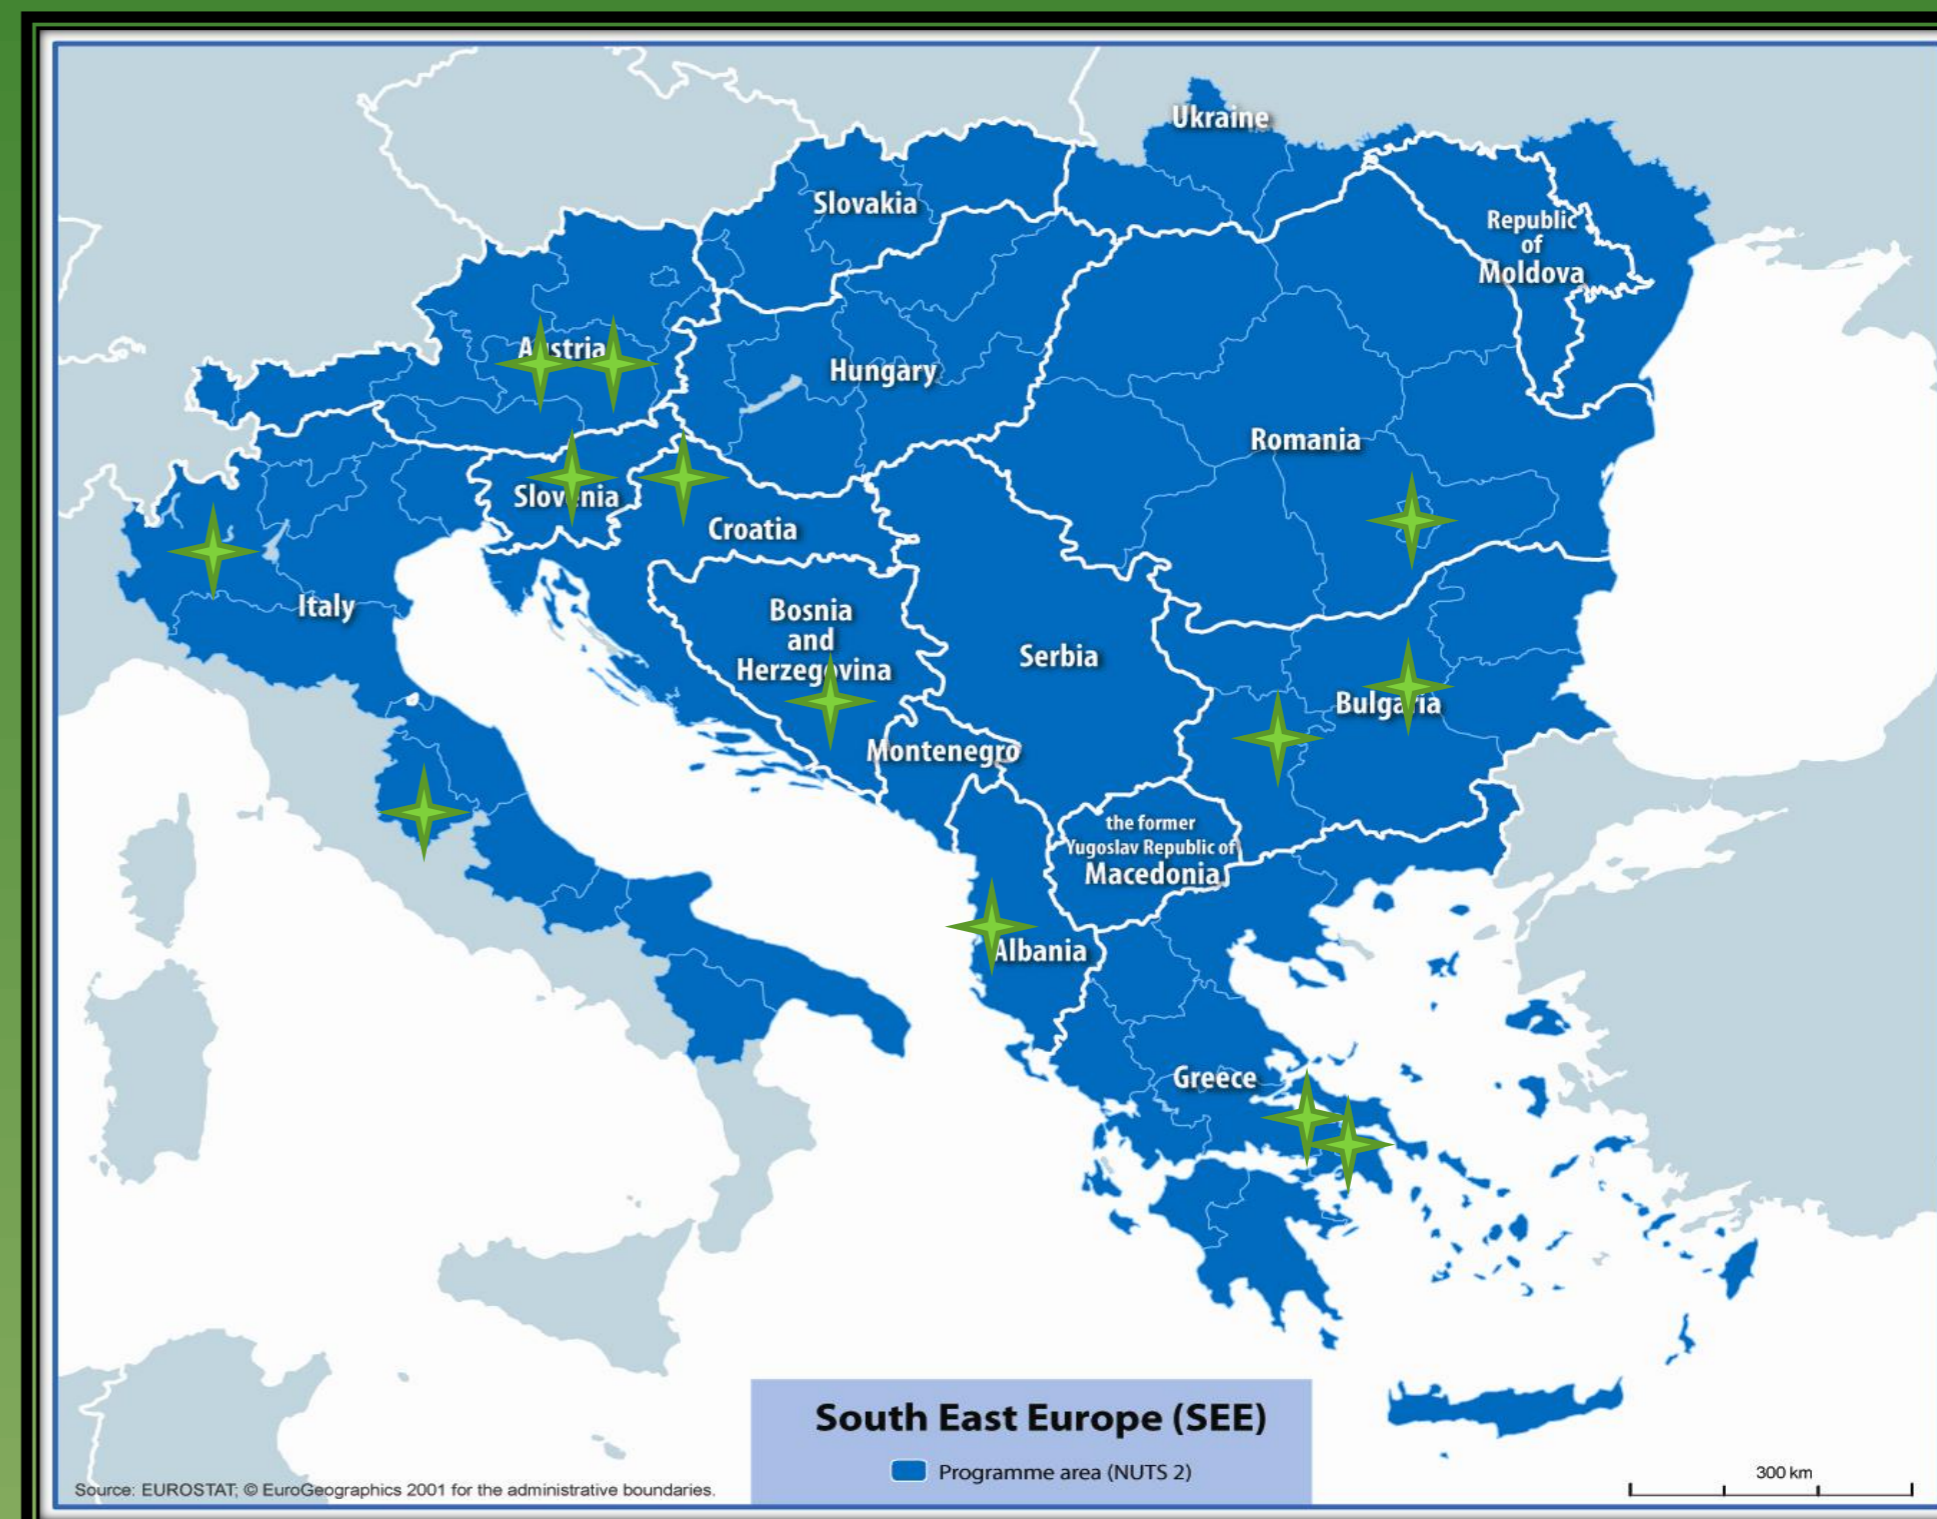 Ukraine
Slovakia
Republic
of
Moldova
Austria
Hungary
Romania
Slovenia
Croatia
Italy
Bosnia
and
Herzegovina
Serbia
Bulgaria
Montenegro
the former
Yugoslav Republic of
Macedonia
Albania
Greece
South East Europe (SEE)
Programme area (NUTS 2)
300 km
Source: EUROSTAT; © EuroGeographics 2001 for the administrative boundaries.